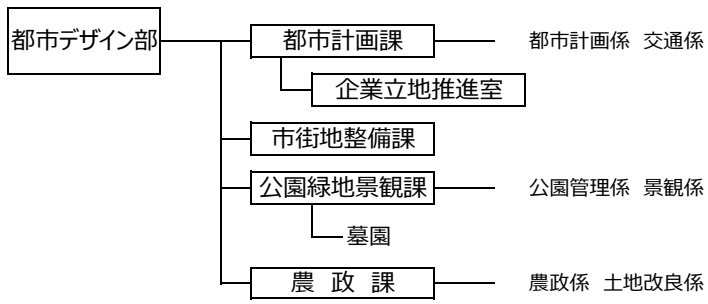 都市デザイン部 都市計画課 都市計画係 交通係
企業立地推進室
市街地整備課
公園緑地景観課 公園管理係 景観係
墓園
農 政 課 農政係 土地改良係